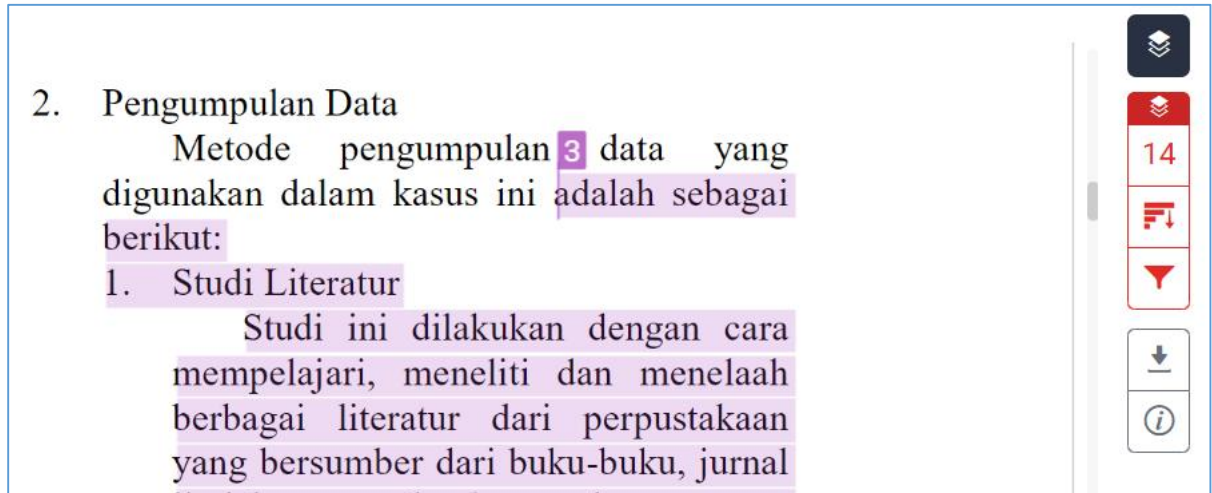 2. Pengumpulan Data
Metode pengumpulan 3 data yang
digunakan dalam kasus ini adalah sebagai
berikut:
1. Studi Literatur
Studi ini dilakukan dengan cara
mempelajari, meneliti dan menelaah
berbagai literatur dari perpustakaan
yang bersumber dari buku-buku, jurnal
14